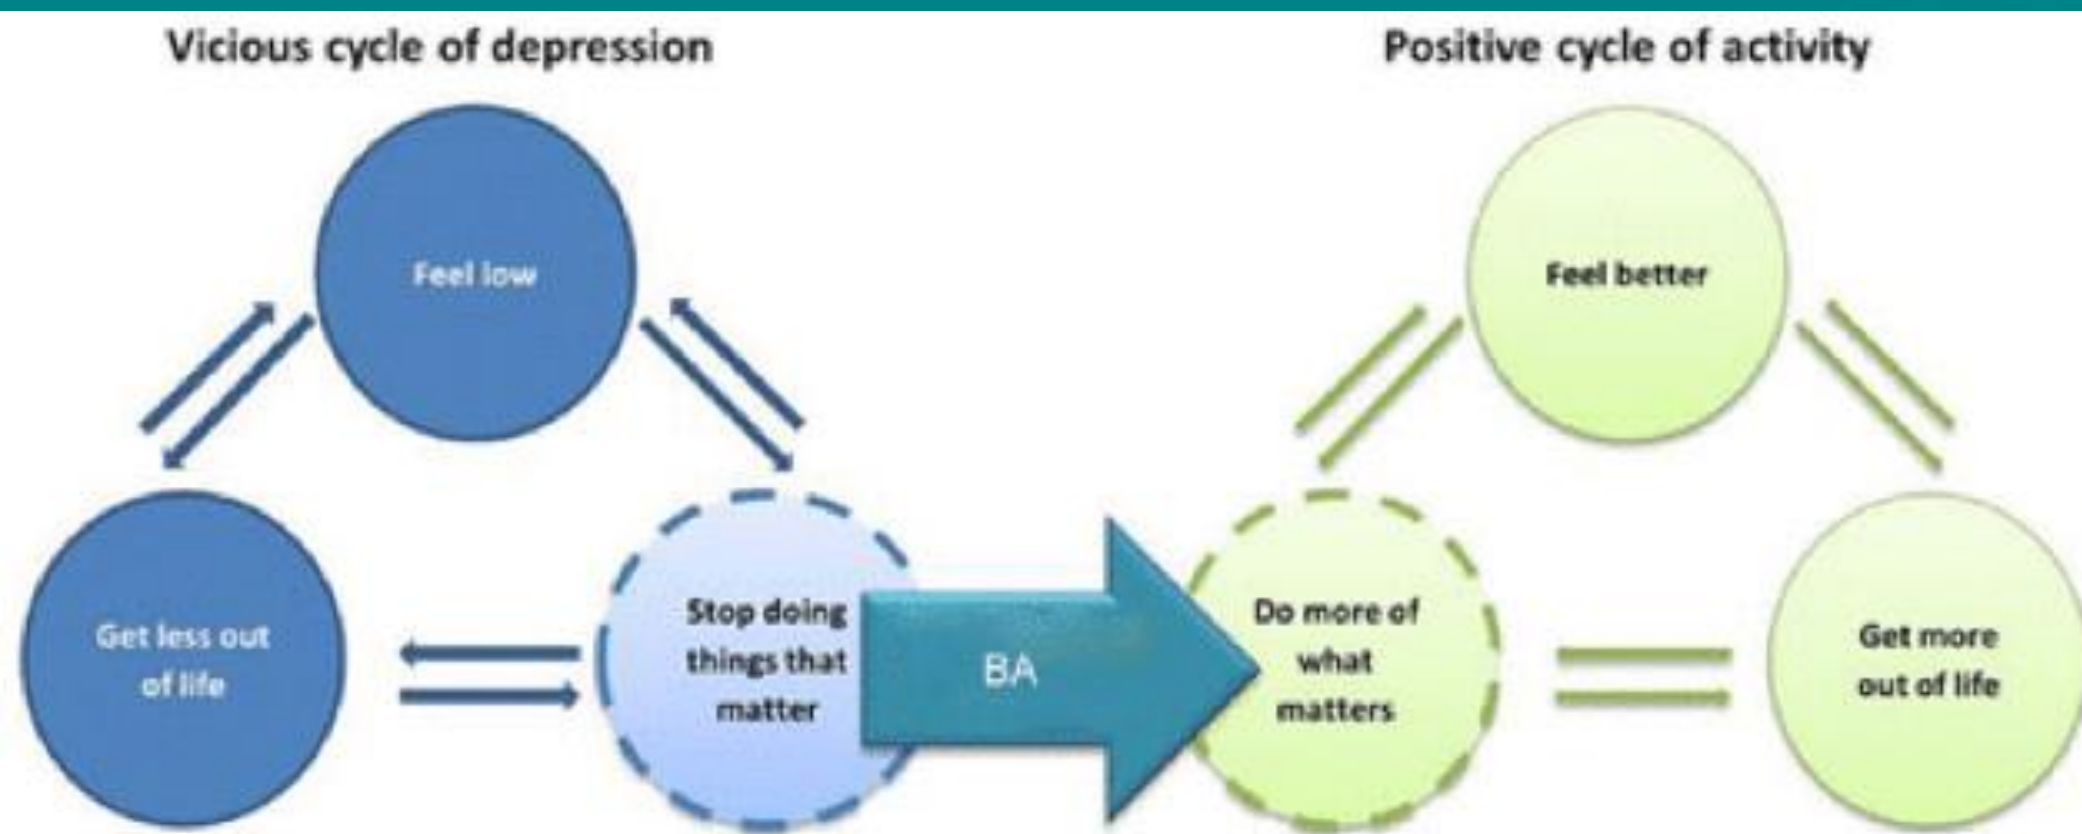 Vicious cycle of depression
Positive cycle of activity
Feel low
Feel better
Get less out
of life
Stop doing
things that
matter
BA
Do more of
what
matters
Get more
out of life